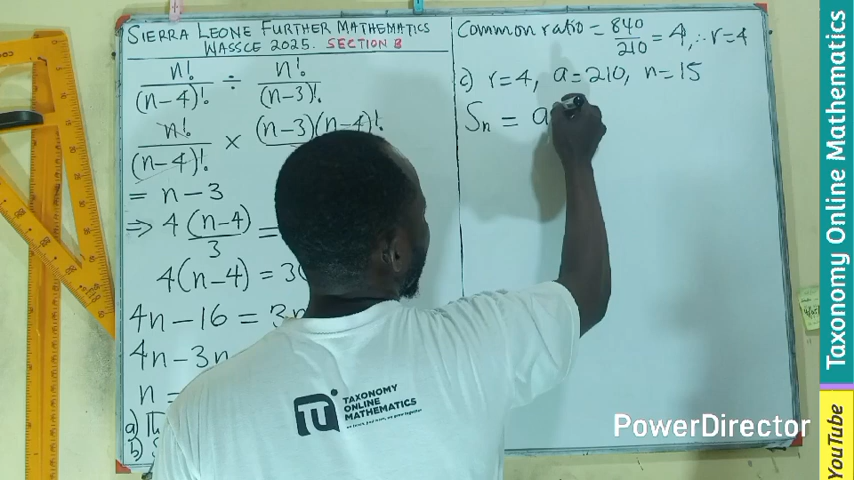 SIERRA LEONE FURTHER MATHEMATICS
WASSCE 2025. SECTION B
n!/(n-4)! ÷ n!/(n-3)!
n!/(n-4)! × (n-3)(n-4)!
= n-3
⇒ 4(n-4)/3 =
4(n-4) = 3(
4n-16 = 3n
4n-3n
n =
a)
b)
Common ratio = 840/210 = 4, ∴ r=4
c) r=4, a=210, n=15
Sn = a
TAXONOMY
ONLINE
MATHEMATICS
PowerDirector
Taxonomy Online Mathematics
YouTube